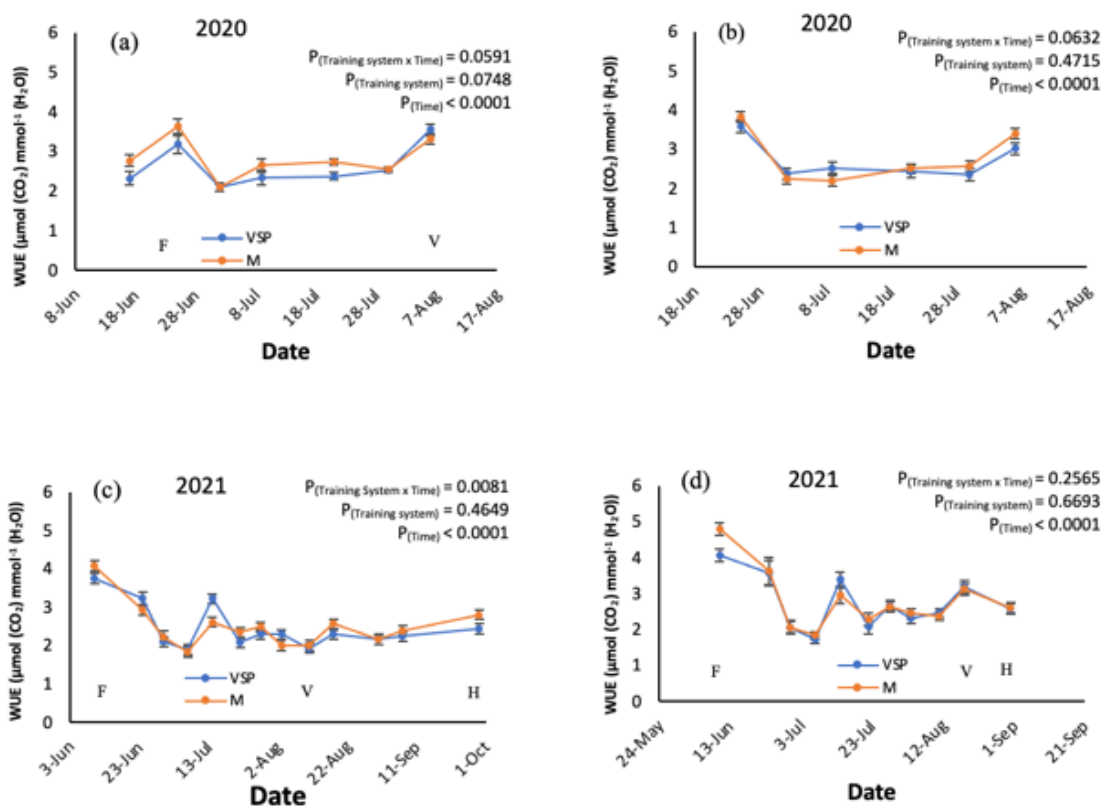 (a)
2020
P(Training system x Time) = 0.0591
P(Training system) = 0.0748
P(Time) < 0.0001
WUE (μmol (CO₂) mmol⁻¹ (H₂O))
6
5
4
3
2
1
0
F
VSP
M
V
8-Jun
18-Jun
28-Jun
8-Jul
18-Jul
28-Jul
7-Aug
17-Aug
Date
(b)
2020
P(Training system x Time) = 0.0632
P(Training system) = 0.4715
P(Time) < 0.0001
WUE (μmol (CO₂) mmol⁻¹ (H₂O))
6
5
4
3
2
1
0
VSP
M
18-Jun
28-Jun
8-Jul
18-Jul
28-Jul
7-Aug
17-Aug
Date
(c)
2021
P(Training System x Time) = 0.0081
P(Training system) = 0.4649
P(Time) < 0.0001
WUE (μmol (CO₂) mmol⁻¹ (H₂O))
6
5
4
3
2
1
0
F
VSP
M
V
H
3-Jun
23-Jun
13-Jul
2-Aug
22-Aug
11-Sep
1-Oct
Date
(d)
2021
P(Training system x Time) = 0.2565
P(Training system) = 0.6693
P(Time) < 0.0001
WUE (μmol (CO₂) mmol⁻¹ (H₂O))
6
5
4
3
2
1
0
F
VSP
M
V
H
24-May
13-Jun
3-Jul
23-Jul
12-Aug
1-Sep
21-Sep
Date